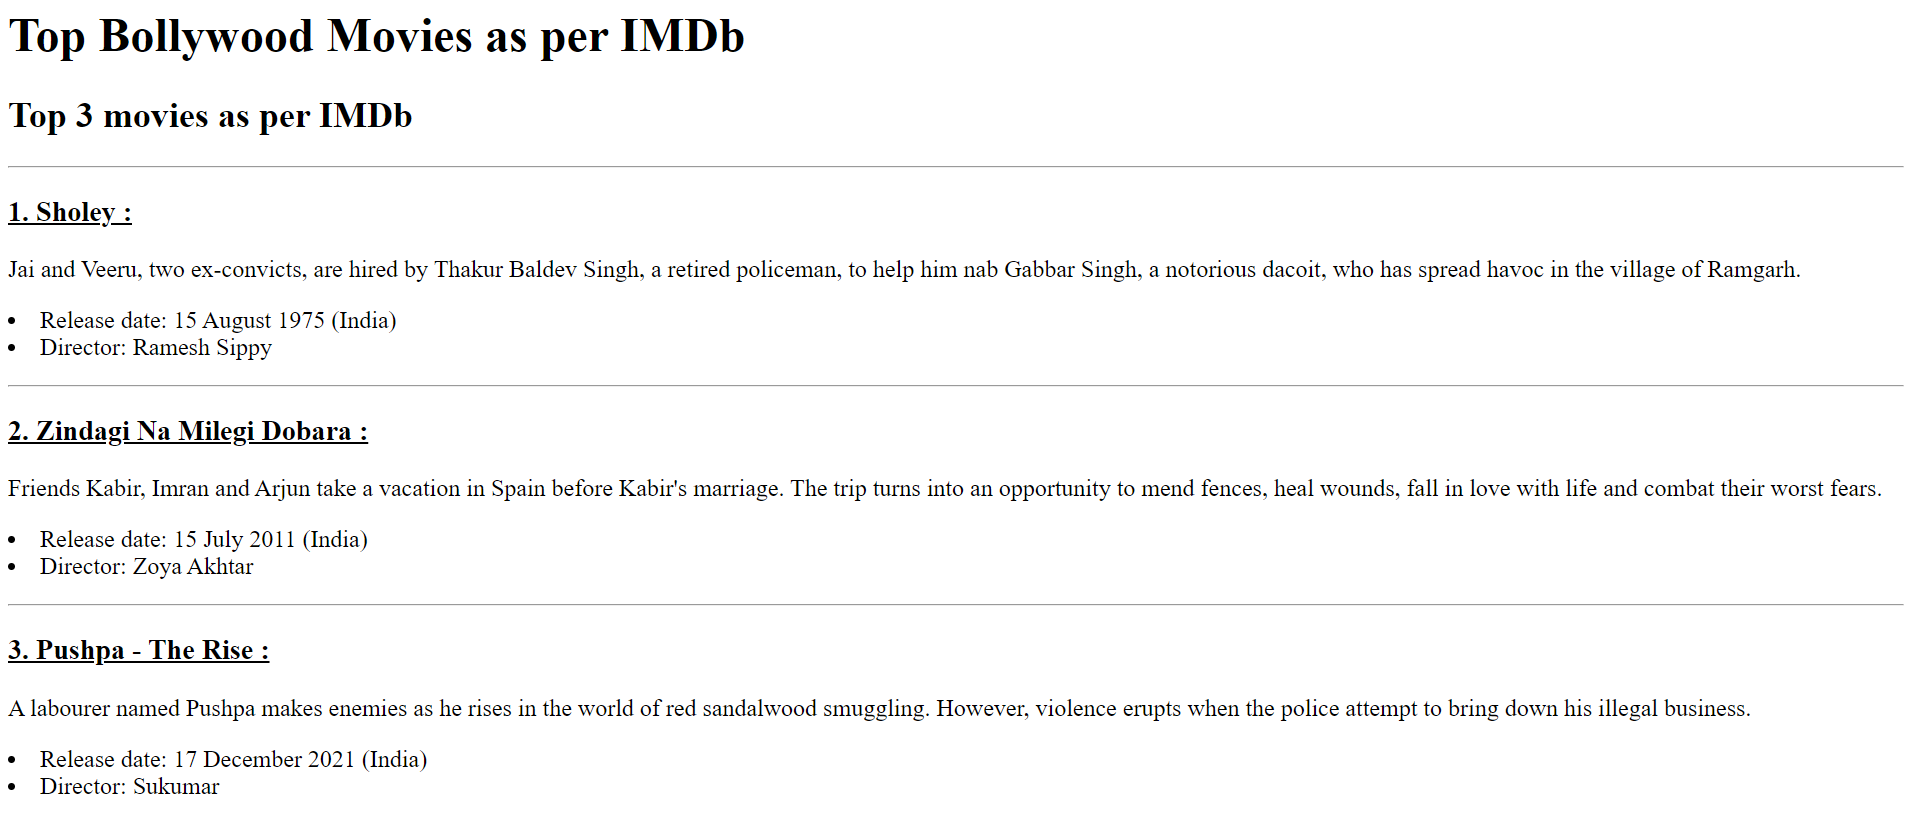 Top Bollywood Movies as per IMDb
Top 3 movies as per IMDb
1. Sholey :
Jai and Veeru, two ex-convicts, are hired by Thakur Baldev Singh, a retired policeman, to help him nab Gabbar Singh, a notorious dacoit, who has spread havoc in the village of Ramgarh.
• Release date: 15 August 1975 (India)
• Director: Ramesh Sippy
2. Zindagi Na Milegi Dobara :
Friends Kabir, Imran and Arjun take a vacation in Spain before Kabir's marriage. The trip turns into an opportunity to mend fences, heal wounds, fall in love with life and combat their worst fears.
• Release date: 15 July 2011 (India)
• Director: Zoya Akhtar
3. Pushpa - The Rise :
A labourer named Pushpa makes enemies as he rises in the world of red sandalwood smuggling. However, violence erupts when the police attempt to bring down his illegal business.
• Release date: 17 December 2021 (India)
• Director: Sukumar